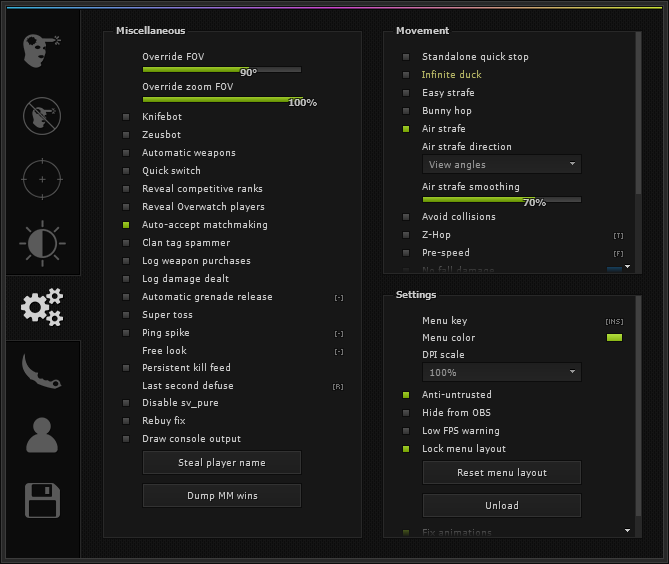 Miscellaneous
Override FOV
90°
Override zoom FOV
100%
Knifebot
Zeusbot
Automatic weapons
Quick switch
Reveal competitive ranks
Reveal Overwatch players
Auto-accept matchmaking
Clan tag spammer
Log weapon purchases
Log damage dealt
Automatic grenade release [-]
Super toss
Ping spike [-]
Free look [-]
Persistent kill feed
Last second defuse [R]
Disable sv_pure
Rebuy fix
Draw console output
Steal player name
Dump MM wins
Movement
Standalone quick stop
Infinite duck
Easy strafe
Bunny hop
Air strafe
Air strafe direction
View angles
Air strafe smoothing
70%
Avoid collisions
Z-Hop [T]
Pre-speed [F]
No fall damage
Settings
Menu key [INS]
Menu color
DPI scale
100%
Anti-untrusted
Hide from OBS
Low FPS warning
Lock menu layout
Reset menu layout
Unload
Fix animations